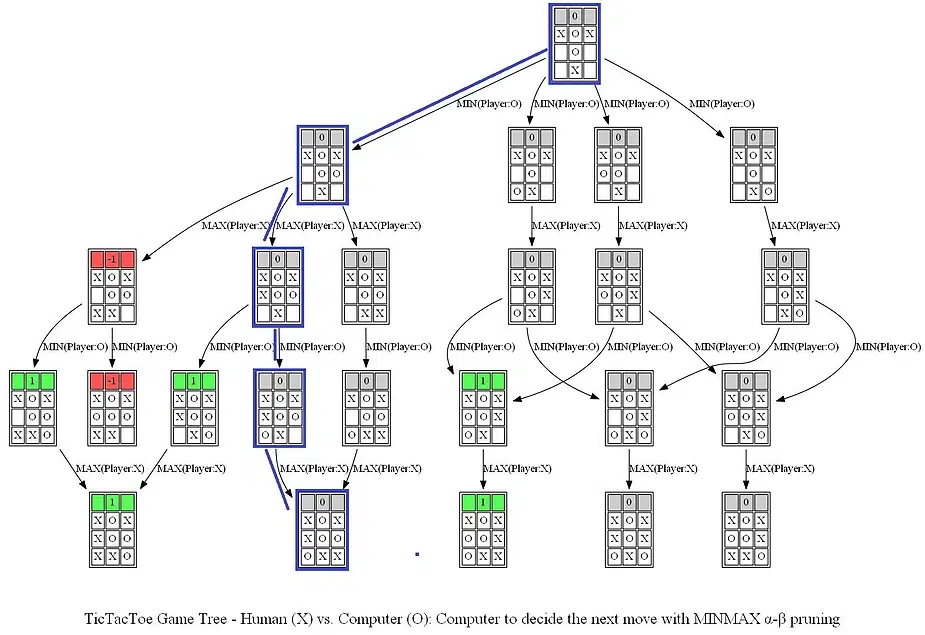 0
X O X
O
X
MIN(Player:O) MIN(Player:O) MIN(Player:O) MIN(Player:O)
0 0 0 0
X O X X O X X O X X O X
O O O O O
X O X X X X O
MAX(Player:X) MAX(Player:X) MAX(Player:X) MAX(Player:X) MAX(Player:X) MAX(Player:X)
-1 0 0 0 0 0
X O X X O X X O X X O X X O X X O X
O O X O O O O O X O O X O
X X X X X O X X X X O
MIN(Player:O) MIN(Player:O) MIN(Player:O) MIN(Player:O) MIN(Player:O) MIN(Player:O) MIN(Player:O) MIN(Player:O) MIN(Player:O)
1 -1 1 0 0 1 0 0
X O X X O X X O X X O X X O X X O X X O X X O X
MAX(Player:X) MAX(Player:X) MAX(Player:X) MAX(Player:X) MAX(Player:X) MAX(Player:X) MAX(Player:X)
1 0 1 0 0
X O X X O X X O X X O X X O X
TicTacToe Game Tree - Human (X) vs. Computer (O): Computer to decide the next move with MINMAX α-β pruning